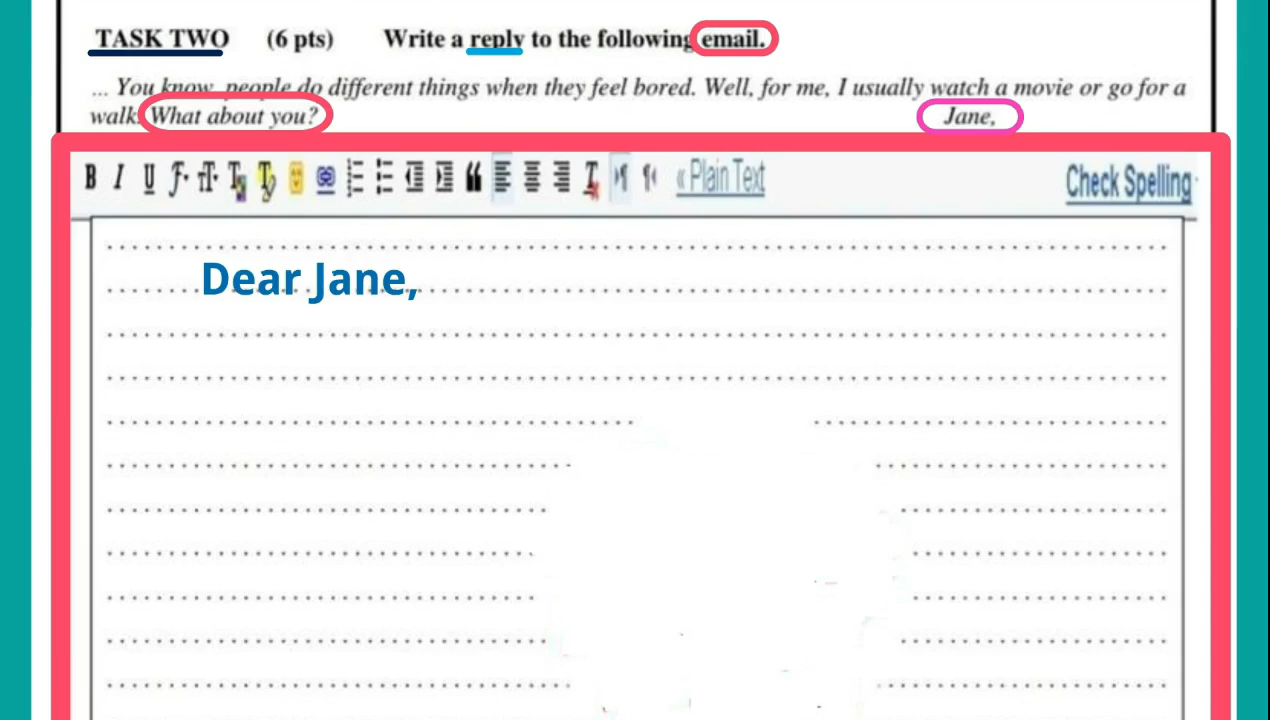 TASK TWO (6 pts) Write a reply to the following email.
... You know, people do different things when they feel bored. Well, for me, I usually watch a movie or go for a
walk. What about you? Jane,
B I U « Plain Text Check Spelling
Dear Jane,